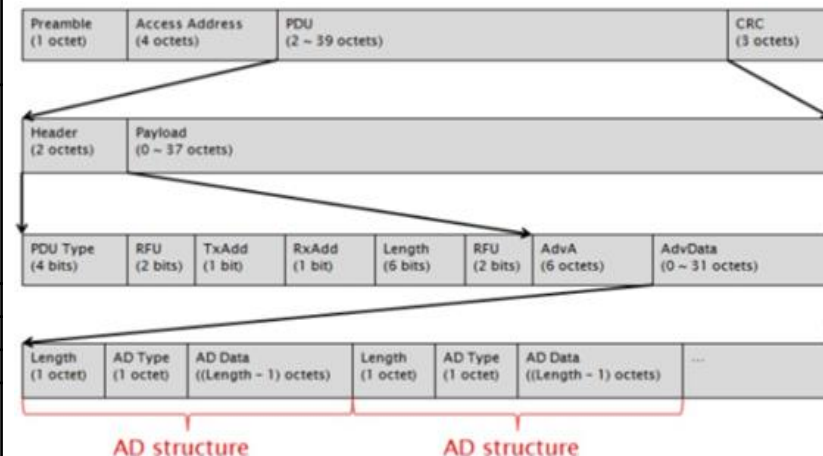 Preamble
(1 octet)
Access Address
(4 octets)
PDU
(2 ~ 39 octets)
CRC
(3 octets)
Header
(2 octets)
Payload
(0 ~ 37 octets)
PDU Type
(4 bits)
RFU
(2 bits)
TxAdd
(1 bit)
RxAdd
(1 bit)
Length
(6 bits)
RFU
(2 bits)
AdvA
(6 octets)
AdvData
(0 ~ 31 octets)
Length
(1 octet)
AD Type
(1 octet)
AD Data
((Length - 1) octets)
Length
(1 octet)
AD Type
(1 octet)
AD Data
((Length - 1) octets)
...
AD structure
AD structure